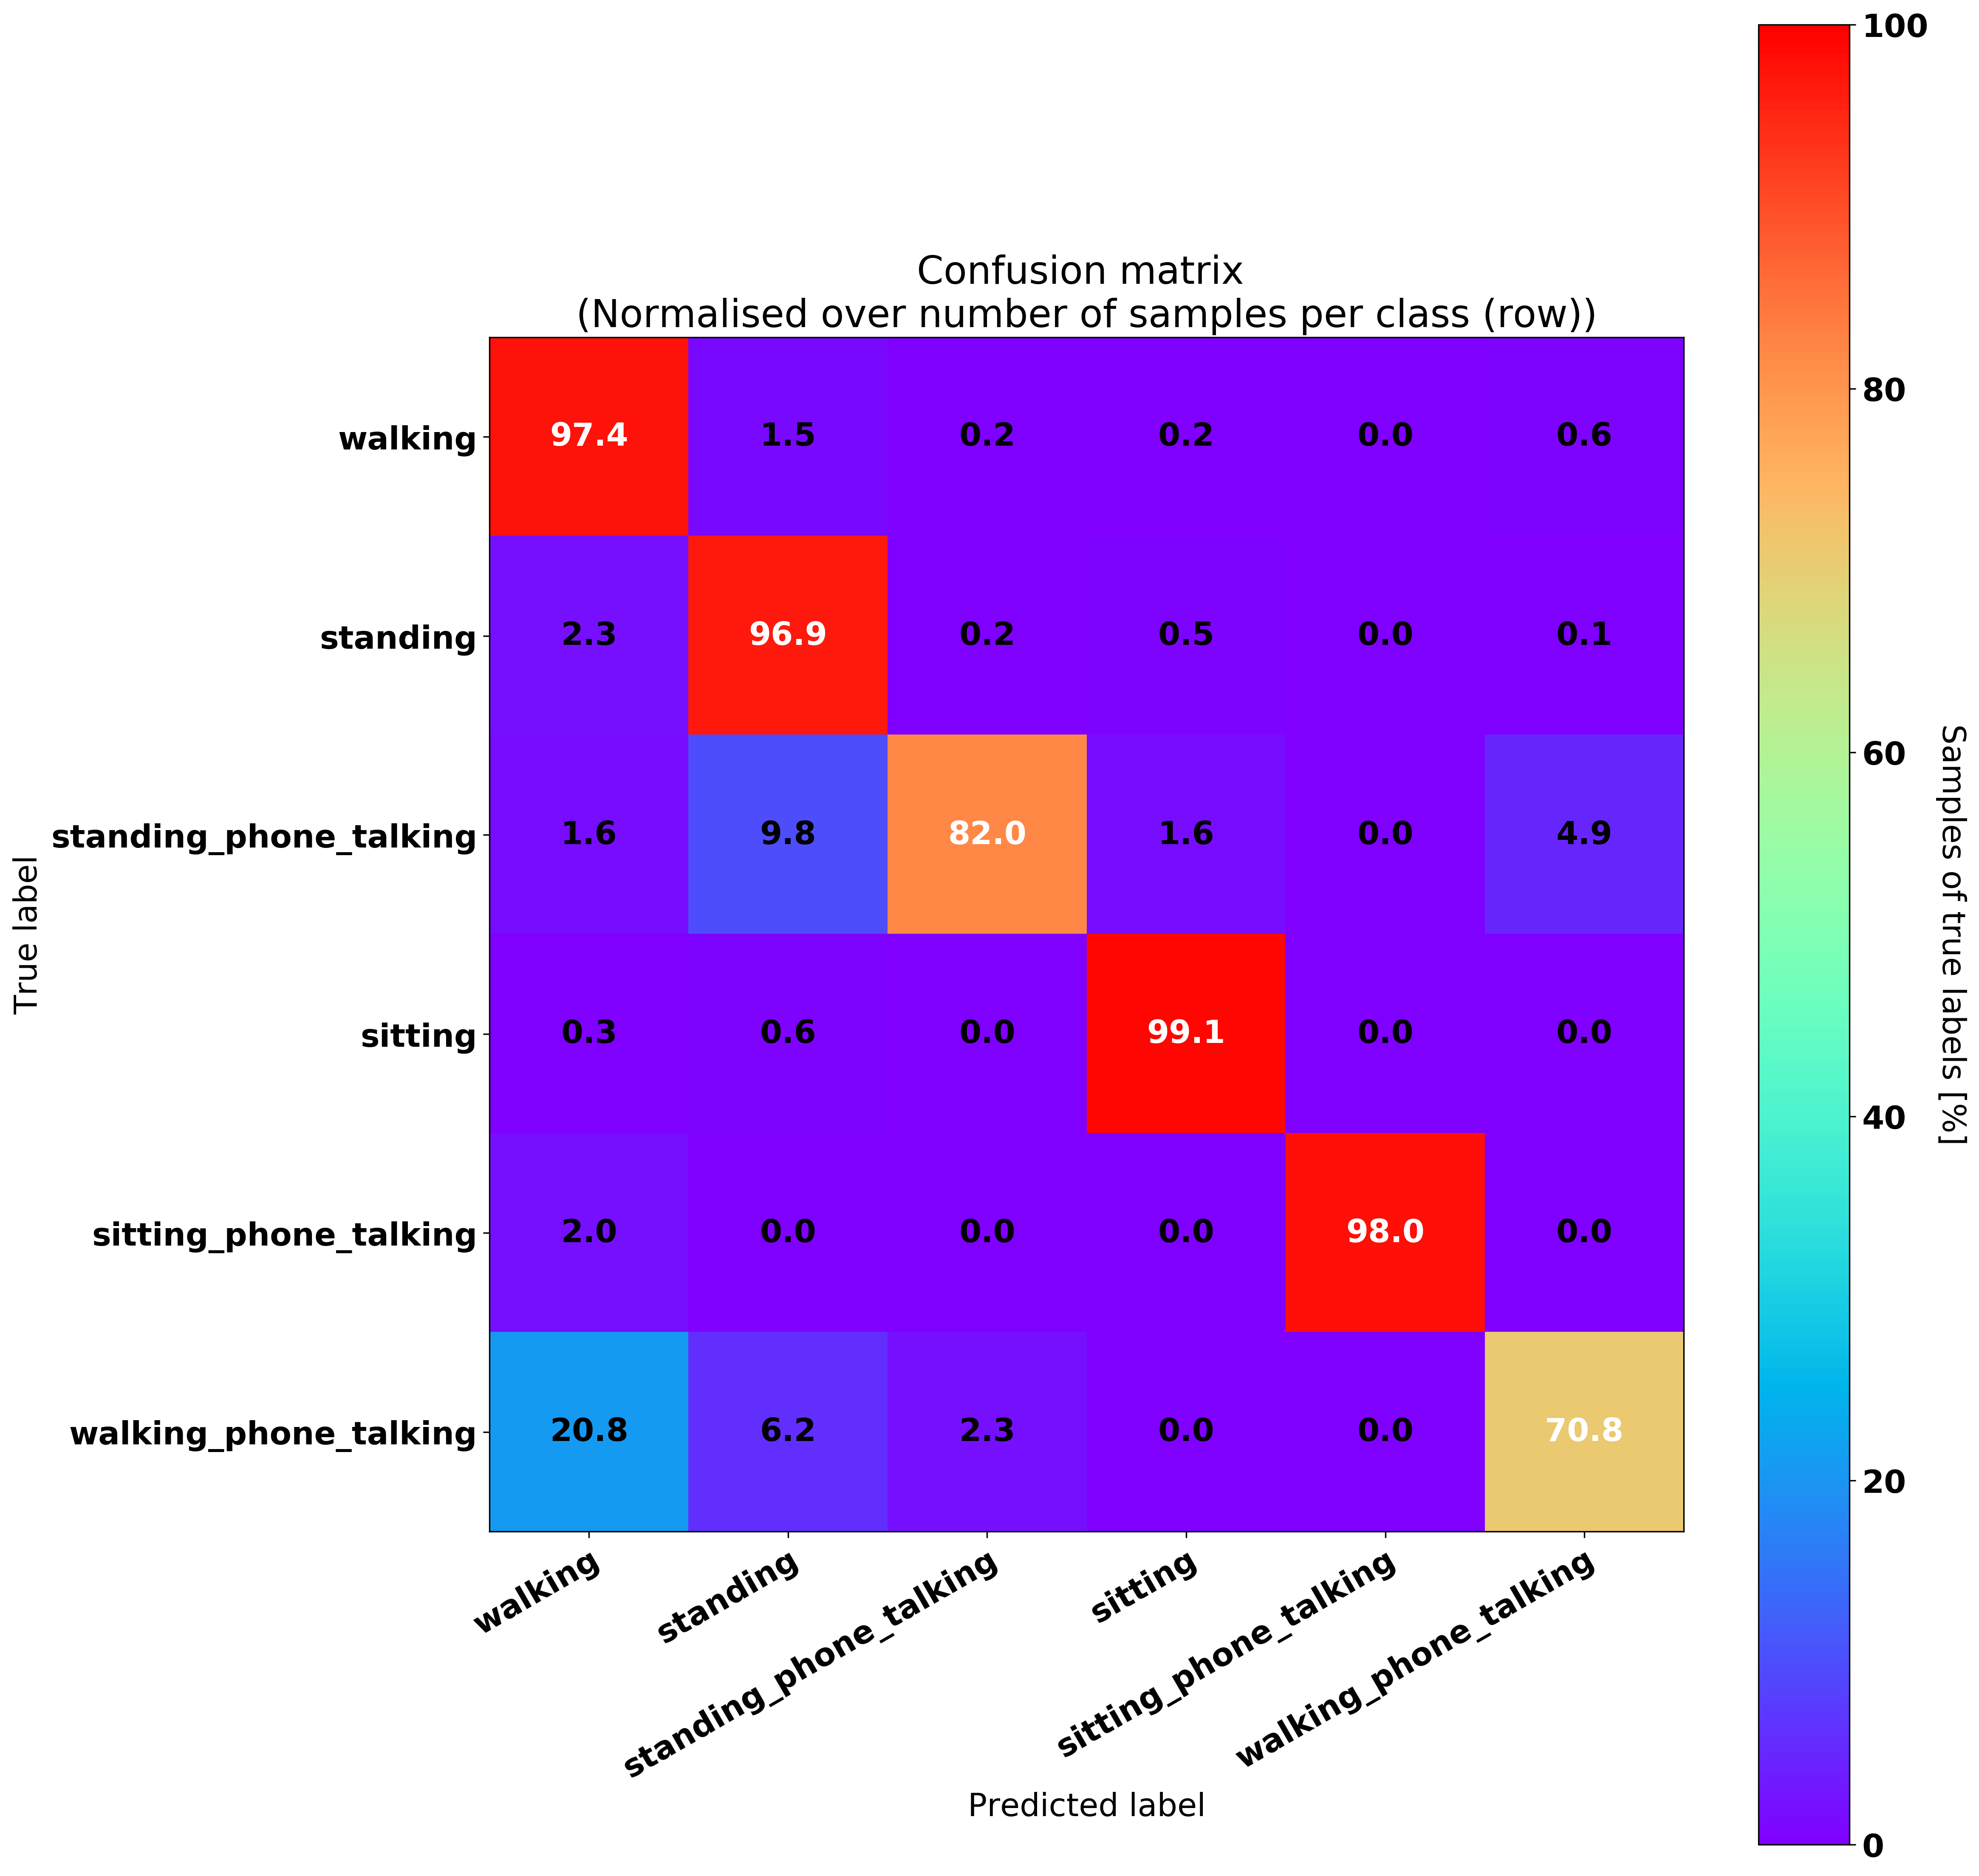 Confusion matrix
(Normalised over number of samples per class (row))
True label
walking 97.4 1.5 0.2 0.2 0.0 0.6
standing 2.3 96.9 0.2 0.5 0.0 0.1
standing_phone_talking 1.6 9.8 82.0 1.6 0.0 4.9
sitting 0.3 0.6 0.0 99.1 0.0 0.0
sitting_phone_talking 2.0 0.0 0.0 0.0 98.0 0.0
walking_phone_talking 20.8 6.2 2.3 0.0 0.0 70.8
walking
standing
standing_phone_talking
sitting
sitting_phone_talking
walking_phone_talking
Predicted label
100
80
60
40
20
0
Samples of true labels [%]